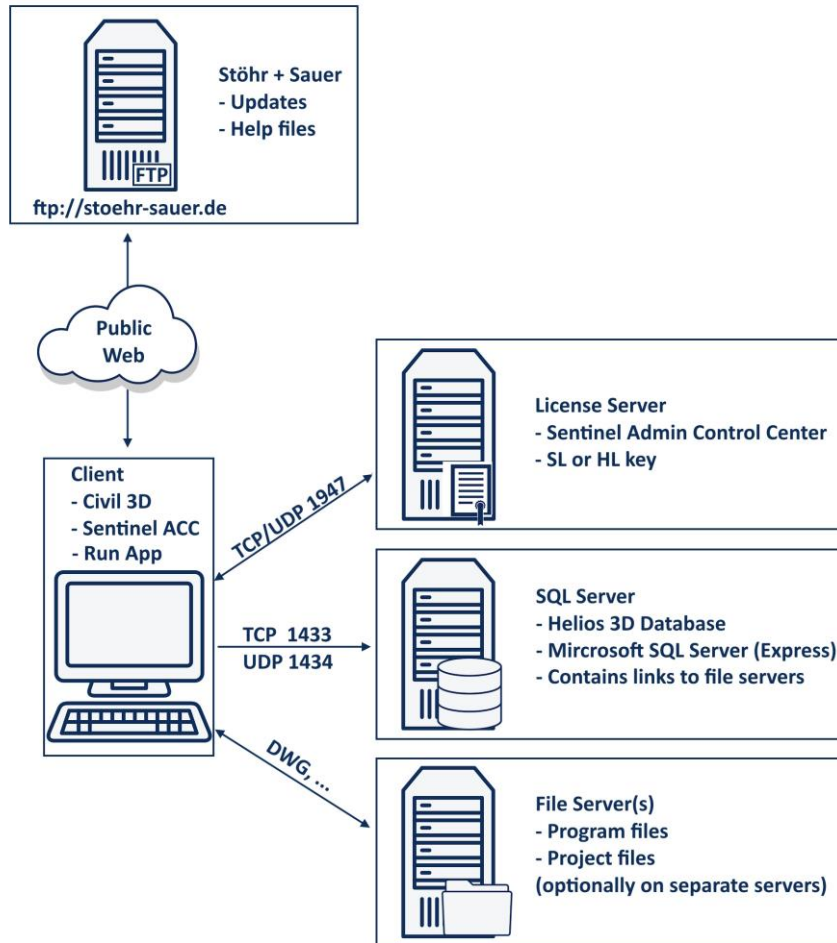 Stöhr + Sauer
- Updates
- Help files
FTP
ftp://stoehr-sauer.de
Public
Web
Client
- Civil 3D
- Sentinel ACC
- Run App
TCP/UDP 1947
TCP 1433
UDP 1434
DWG, ...
License Server
- Sentinel Admin Control Center
- SL or HL key
SQL Server
- Helios 3D Database
- Mircrosoft SQL Server (Express)
- Contains links to file servers
File Server(s)
- Program files
- Project files
(optionally on separate servers)